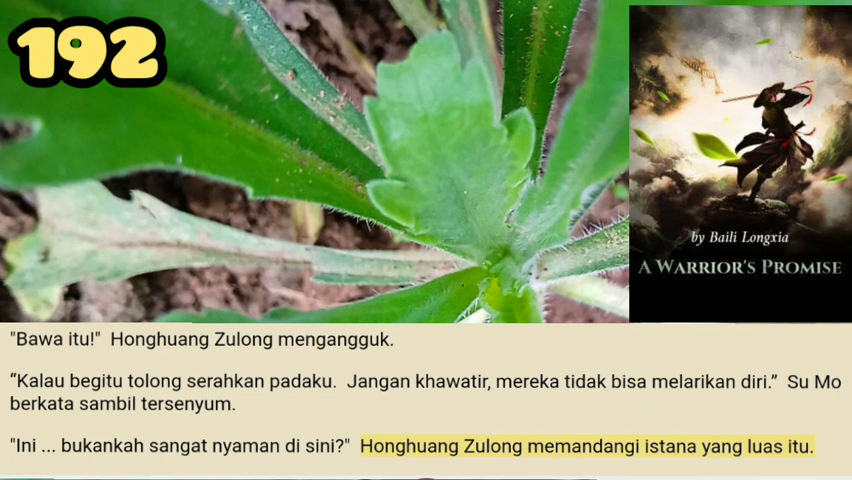 192
by Baili Longxia
A WARRIOR'S PROMISE
"Bawa itu!" Honghuang Zulong mengangguk.
“Kalau begitu tolong serahkan padaku. Jangan khawatir, mereka tidak bisa melarikan diri.” Su Mo
berkata sambil tersenyum.
"Ini ... bukankah sangat nyaman di sini?" Honghuang Zulong memandangi istana yang luas itu.